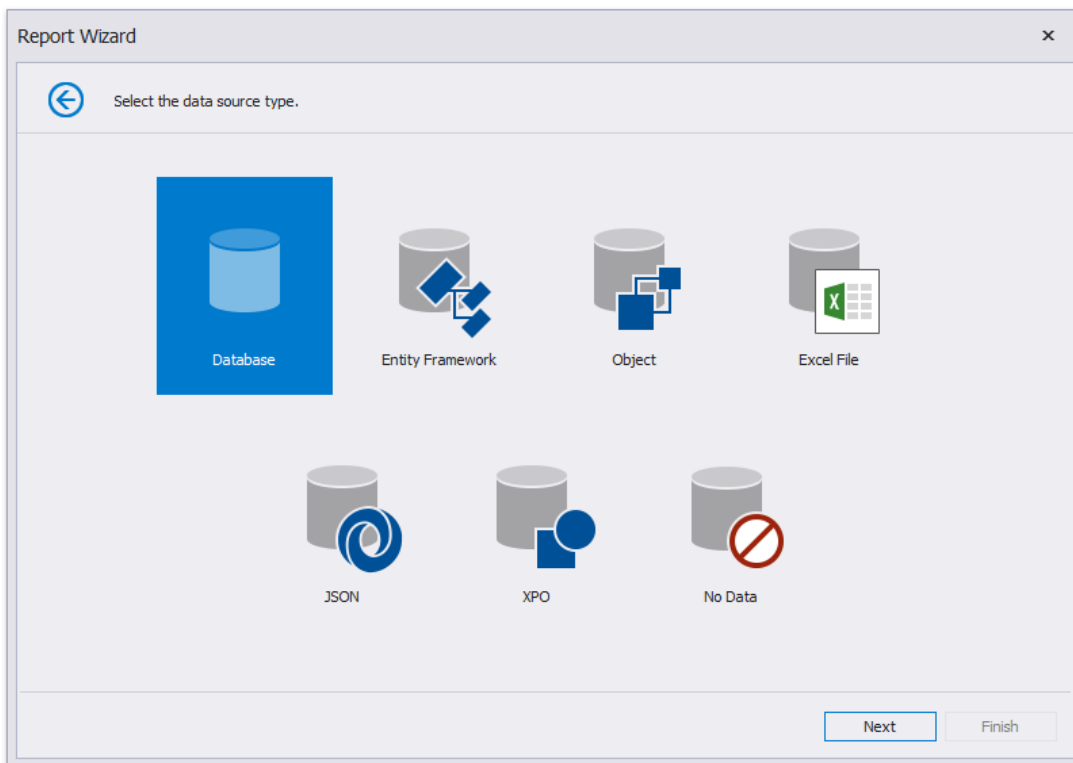 Report Wizard
Select the data source type.
Database
Entity Framework
Object
Excel File
X
JSON
XPO
No Data
Next
Finish